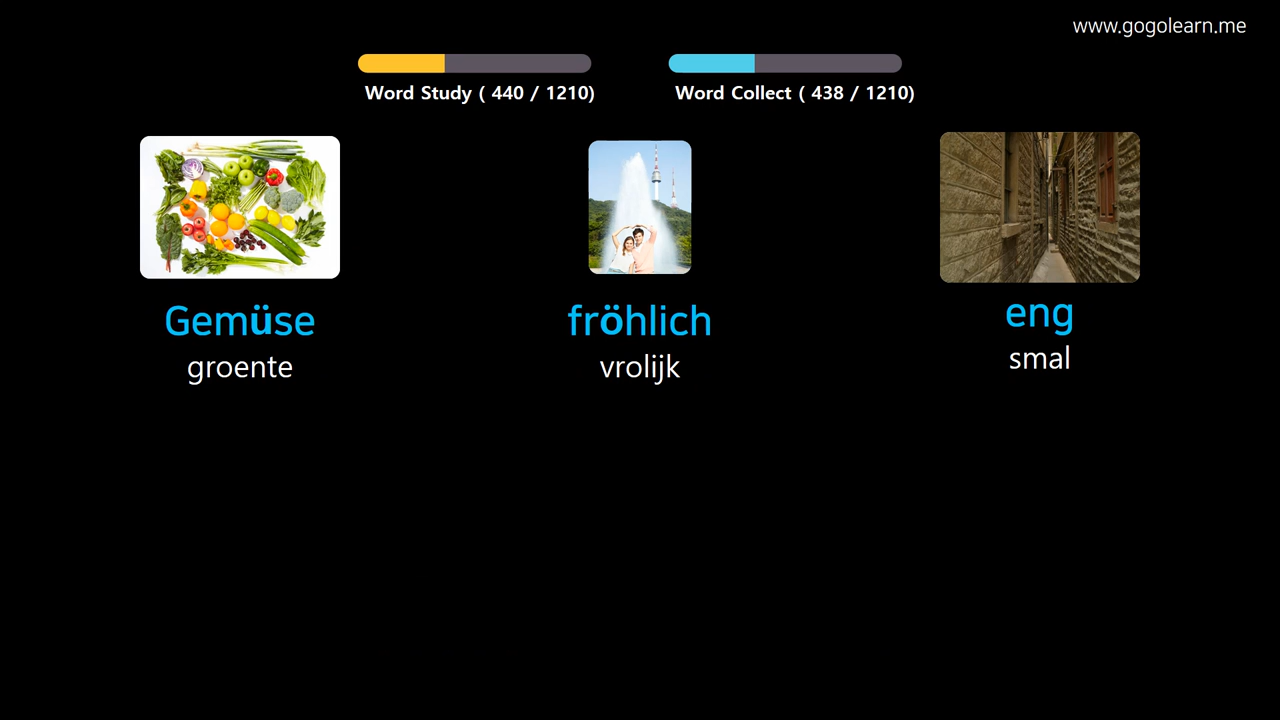 www.gogolearn.me
Word Study ( 440 / 1210)
Word Collect ( 438 / 1210)
Gemüse
groente
fröhlich
vrolijk
eng
smal